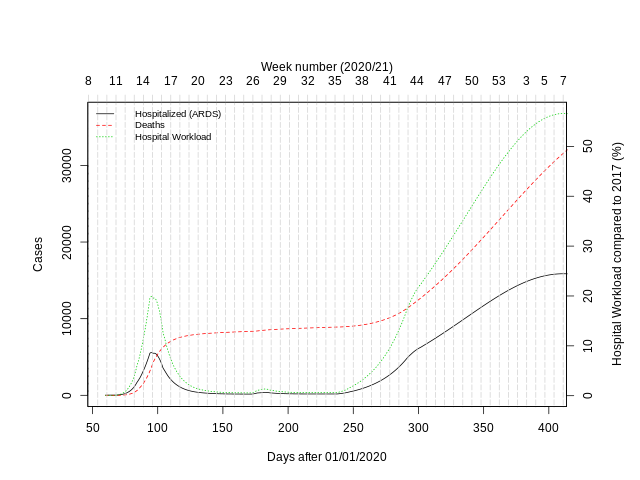 Week number (2020/21)
8 11 14 17 20 23 26 29 32 35 38 41 44 47 50 53 3 5 7
Hospitalized (ARDS)
Deaths
Hospital Workload
Cases
0 10000 20000 30000
Hospital Workload compared to 2017 (%)
0 10 20 30 40 50
50 100 150 200 250 300 350 400
Days after 01/01/2020